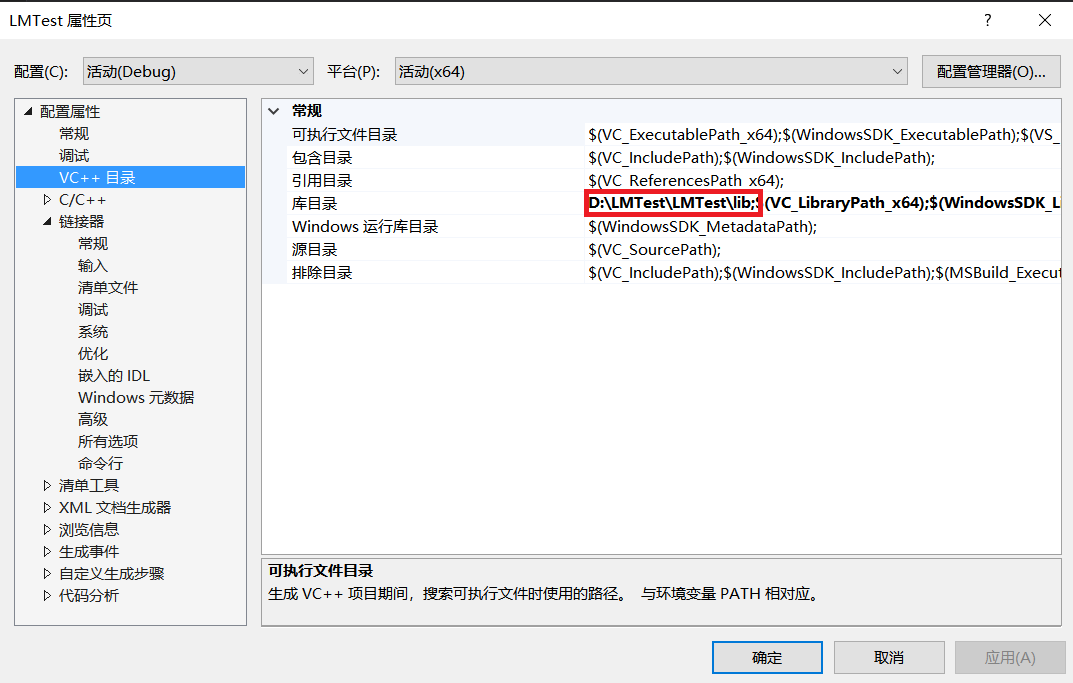 LMTest 属性页
?
配置(C): 活动(Debug) 平台(P): 活动(x64) 配置管理器(O)...
配置属性
常规
调试
VC++ 目录
C/C++
链接器
常规
输入
清单文件
调试
系统
优化
嵌入的 IDL
Windows 元数据
高级
所有选项
命令行
清单工具
XML 文档生成器
浏览信息
生成事件
自定义生成步骤
代码分析
常规
可执行文件目录 $(VC_ExecutablePath_x64);$(WindowsSDK_ExecutablePath);$(VS_
包含目录 $(VC_IncludePath);$(WindowsSDK_IncludePath);
引用目录 $(VC_ReferencesPath_x64);
库目录 D:\LMTest\LMTest\lib;$(VC_LibraryPath_x64);$(WindowsSDK_Li
Windows 运行库目录 $(WindowsSDK_MetadataPath);
源目录 $(VC_SourcePath);
排除目录 $(VC_IncludePath);$(WindowsSDK_IncludePath);$(MSBuild_Execut
可执行文件目录
生成 VC++ 项目期间，搜索可执行文件时使用的路径。 与环境变量 PATH 相对应。
确定 取消 应用(A)